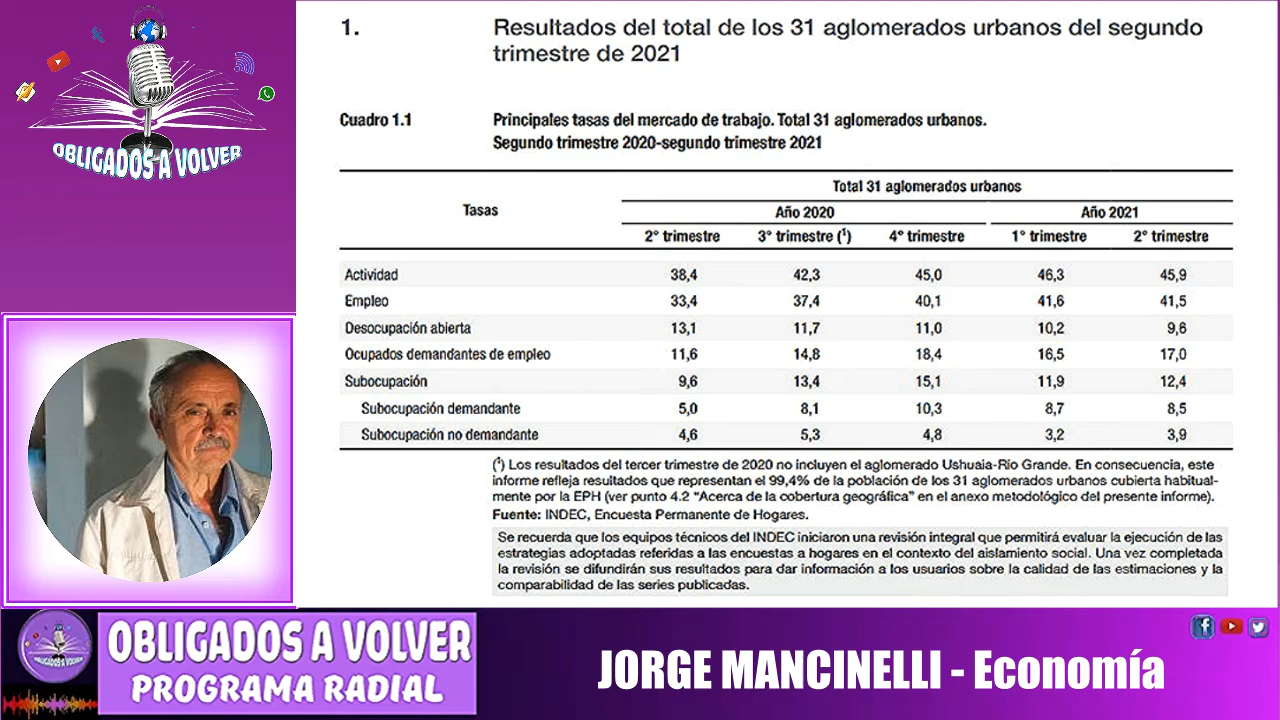 OBLIGADOS A VOLVER
1. Resultados del total de los 31 aglomerados urbanos del segundo
trimestre de 2021
Cuadro 1.1 Principales tasas del mercado de trabajo. Total 31 aglomerados urbanos.
Segundo trimestre 2020-segundo trimestre 2021
Tasas
Total 31 aglomerados urbanos
Año 2020 Año 2021
2° trimestre 3° trimestre (¹) 4° trimestre 1° trimestre 2° trimestre
Actividad 38,4 42,3 45,0 46,3 45,9
Empleo 33,4 37,4 40,1 41,6 41,5
Desocupación abierta 13,1 11,7 11,0 10,2 9,6
Ocupados demandantes de empleo 11,6 14,8 18,4 16,5 17,0
Subocupación 9,6 13,4 15,1 11,9 12,4
Subocupación demandante 5,0 8,1 10,3 8,7 8,5
Subocupación no demandante 4,6 5,3 4,8 3,2 3,9
(¹) Los resultados del tercer trimestre de 2020 no incluyen el aglomerado Ushuaia-Río Grande. En consecuencia, este
informe refleja resultados que representan el 99,4% de la población de los 31 aglomerados urbanos cubierta habitual-
mente por la EPH (ver punto 4.2 “Acerca de la cobertura geográfica” en el anexo metodológico del presente informe).
Fuente: INDEC, Encuesta Permanente de Hogares.
Se recuerda que los equipos técnicos del INDEC iniciaron una revisión integral que permitirá evaluar la ejecución de las
estrategias adoptadas referidas a las encuestas a hogares en el contexto del aislamiento social. Una vez completada
la revisión se difundirán sus resultados para dar información a los usuarios sobre la calidad de las estimaciones y la
comparabilidad de las series publicadas.
OBLIGADOS A VOLVER
OBLIGADOS A VOLVER
PROGRAMA RADIAL
JORGE MANCINELLI - Economía